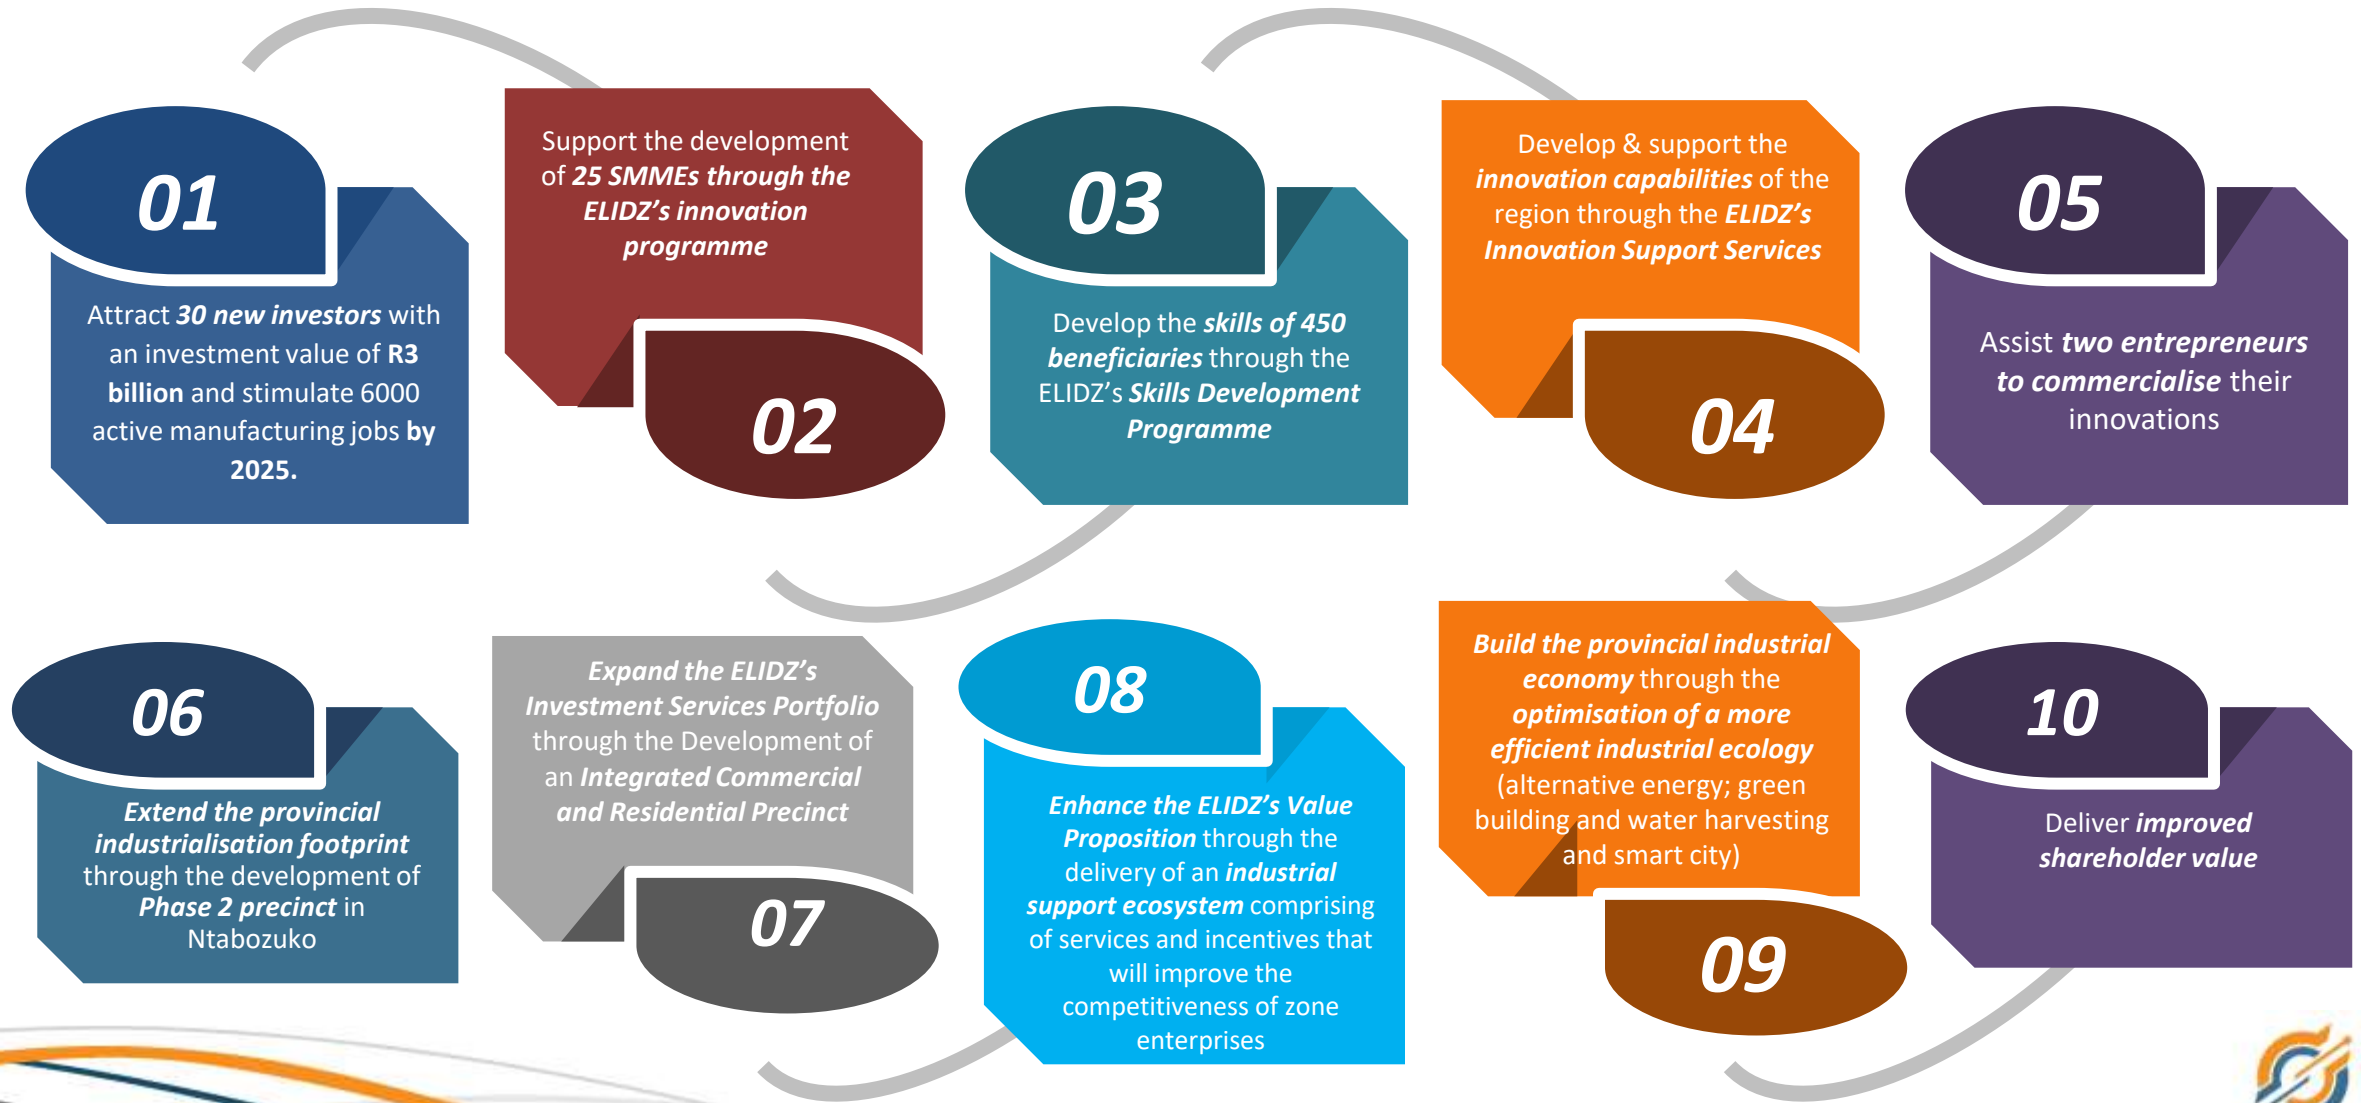 01
Attract 30 new investors with
an investment value of R3
billion and stimulate 6000
active manufacturing jobs by
2025.
Support the development
of 25 SMMEs through the
ELIDZ’s innovation
programme
02
03
Develop the skills of 450
beneficiaries through the
ELIDZ’s Skills Development
Programme
Develop & support the
innovation capabilities of the
region through the ELIDZ’s
Innovation Support Services
04
05
Assist two entrepreneurs
to commercialise their
innovations
06
Extend the provincial
industrialisation footprint
through the development of
Phase 2 precinct in
Ntabozuko
Expand the ELIDZ’s
Investment Services Portfolio
through the Development of
an Integrated Commercial
and Residential Precinct
07
08
Enhance the ELIDZ’s Value
Proposition through the
delivery of an industrial
support ecosystem comprising
of services and incentives that
will improve the
competitiveness of zone
enterprises
Build the provincial industrial
economy through the
optimisation of a more
efficient industrial ecology
(alternative energy; green
building and water harvesting
and smart city)
09
10
Deliver improved
shareholder value